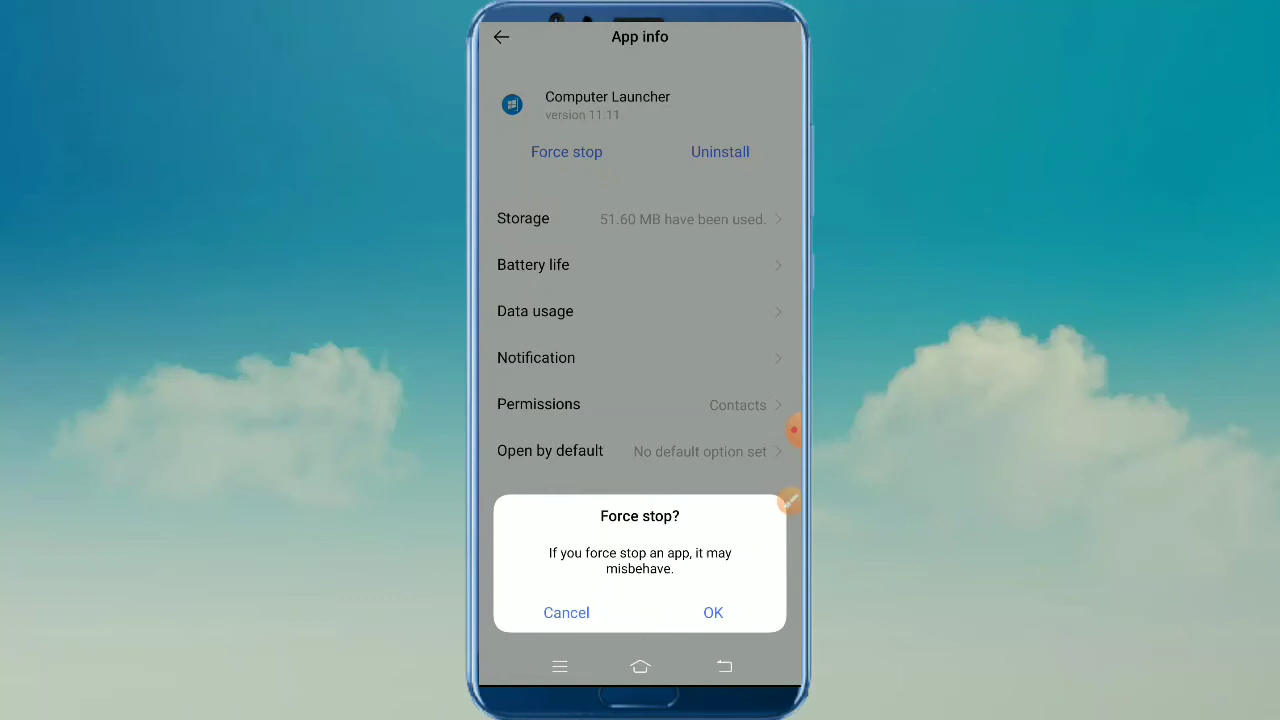 App info
Computer Launcher
version 11.11
Force stop Uninstall
Storage 51.60 MB have been used.
Battery life
Data usage
Notification
Permissions Contacts
Open by default No default option set
Force stop?
If you force stop an app, it may
misbehave.
Cancel OK